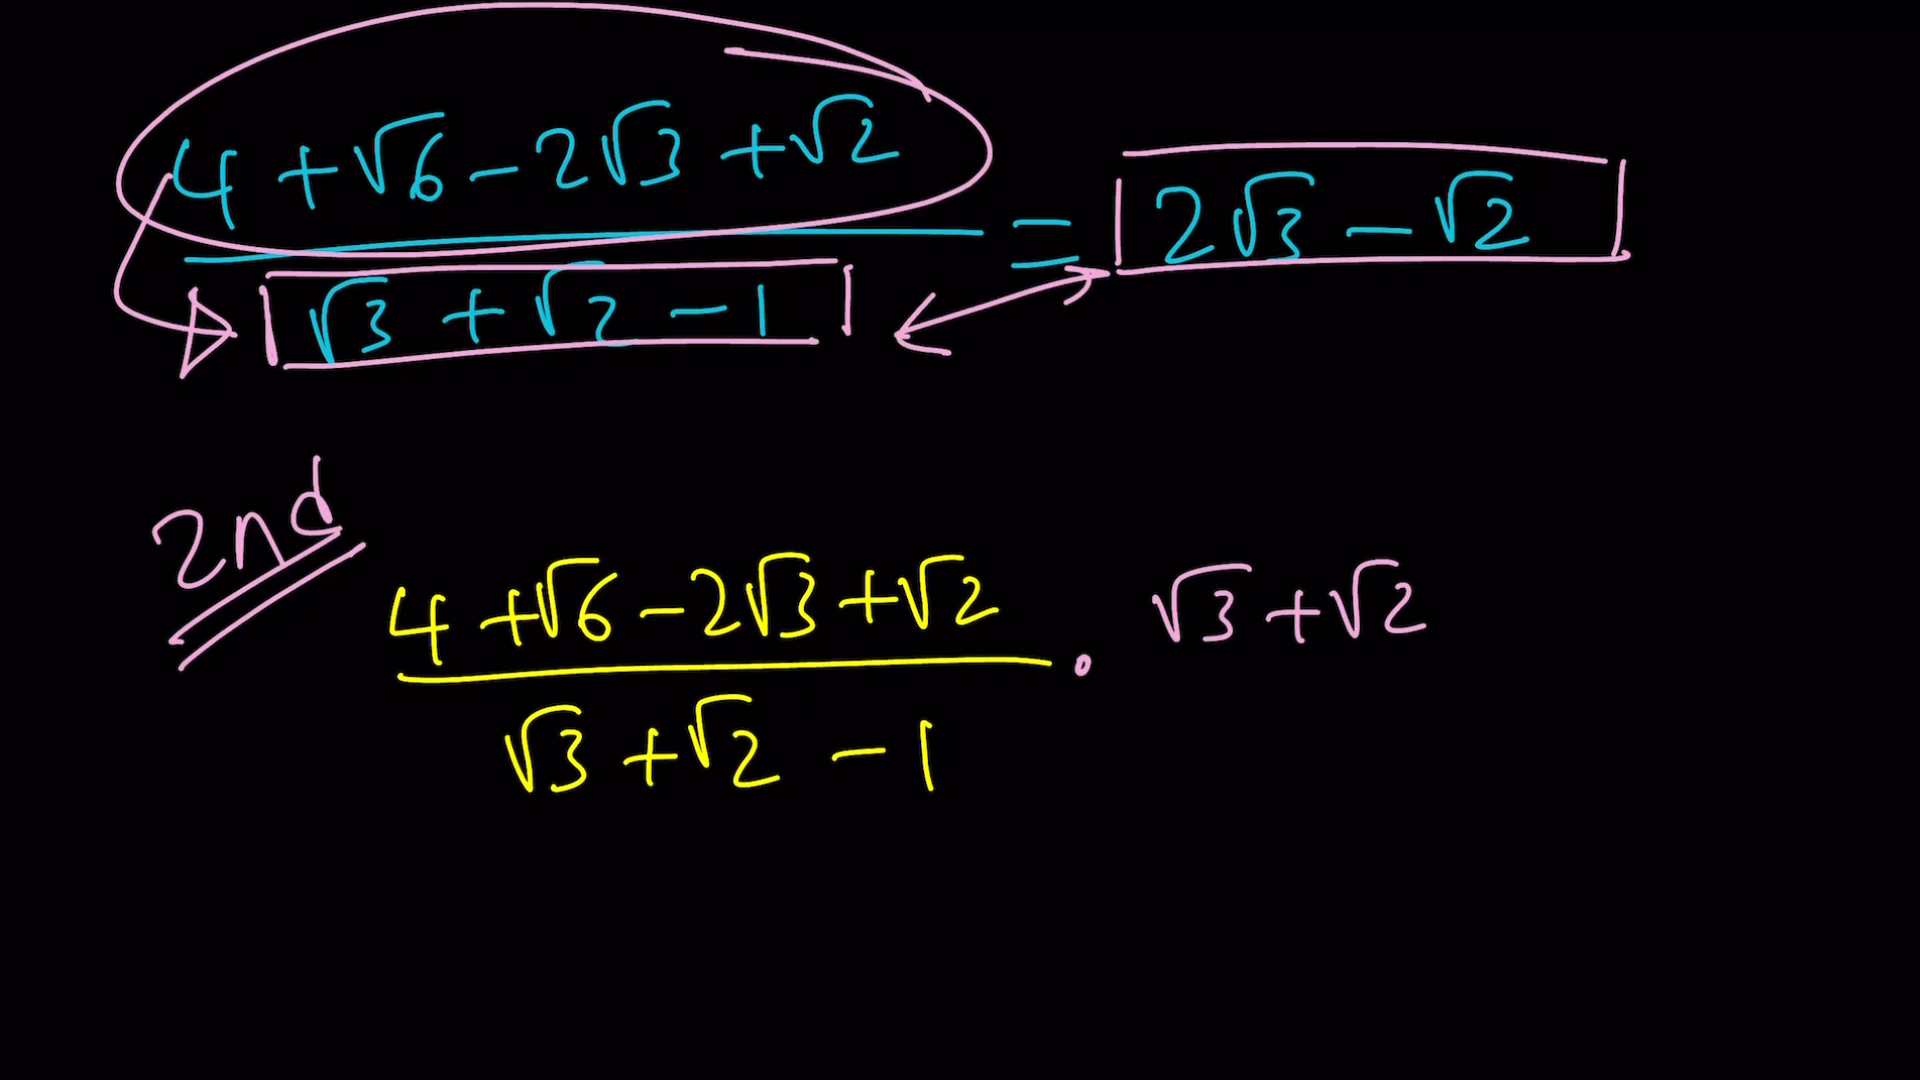 4 + √6 - 2√3 + √2 = 2√3 - √2
√3 + √2 - 1
2nd
4 + √6 - 2√3 + √2 . √3 + √2
√3 + √2 - 1